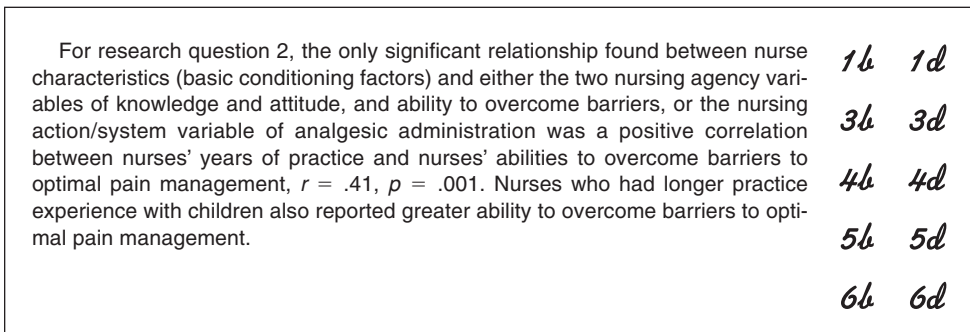 For research question 2, the only significant relationship found between nurse
characteristics (basic conditioning factors) and either the two nursing agency vari-
ables of knowledge and attitude, and ability to overcome barriers, or the nursing
action/system variable of analgesic administration was a positive correlation
between nurses' years of practice and nurses' abilities to overcome barriers to
optimal pain management, r = .41, p = .001. Nurses who had longer practice
experience with children also reported greater ability to overcome barriers to opti-
mal pain management.
1b 1d
3b 3d
4b 4d
5b 5d
6b 6d